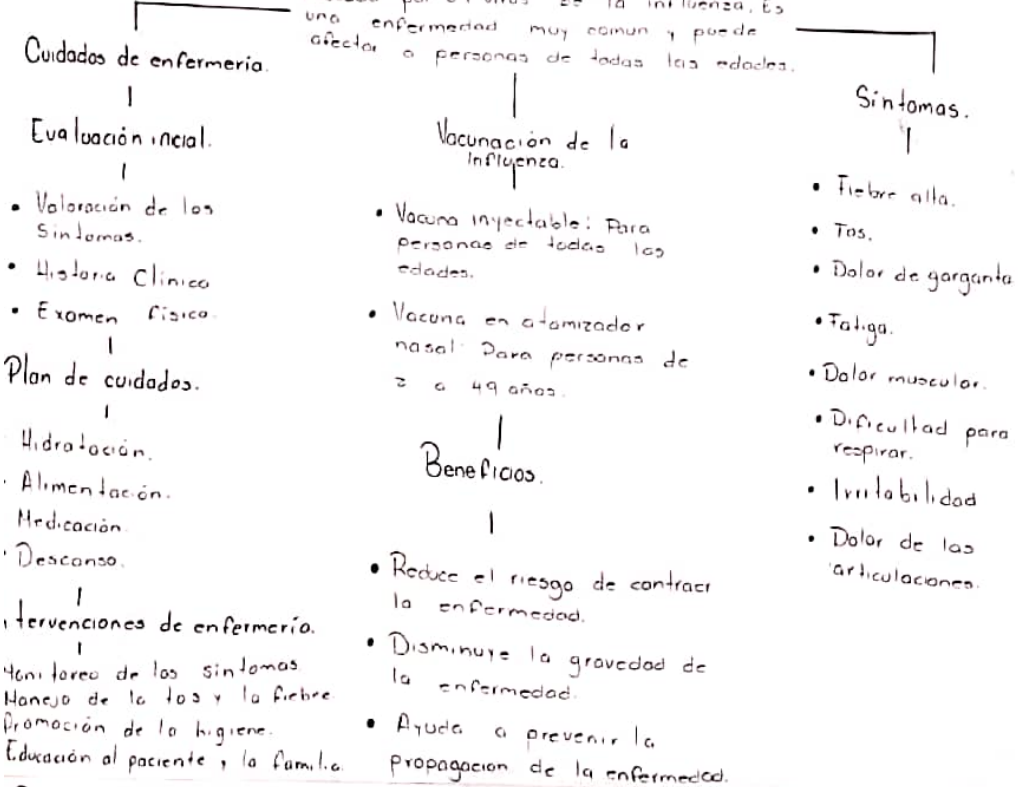 la influenza. Es
una enfermedad muy comun y puede
afectar a personas de todas las edades.
Cuidados de enfermeria.
Evaluación incial.
• Valoración de los
Sintomas.
• Historia Clinica
• Examen fisico.
Plan de cuidados.
Hidratación.
· Alimentación.
Medicación.
· Descanso.
tervenciones de enfermería.
Monitoreo de los sintomas
Manejo de la tos y la fiebre
Promoción de la higiene.
Educación al paciente y la familia.
Vacunación de la
Influenza.
• Vacuna inyectable: Para
personas de todas las
edades.
• Vacuna en atomizador
nasal: Para personas de
2 a 49 años.
Beneficios.
• Reduce el riesgo de contraer
la enfermedad.
• Disminuye la gravedad de
la enfermedad.
• Ayuda a prevenir la
propagacion de la enfermedad.
Sintomas.
• Fiebre alta.
• Tos.
• Dolor de garganta
• Fatiga.
• Dolor muscular.
• Dificultad para
respirar.
• Irritabilidad
• Dolor de las
articulaciones.